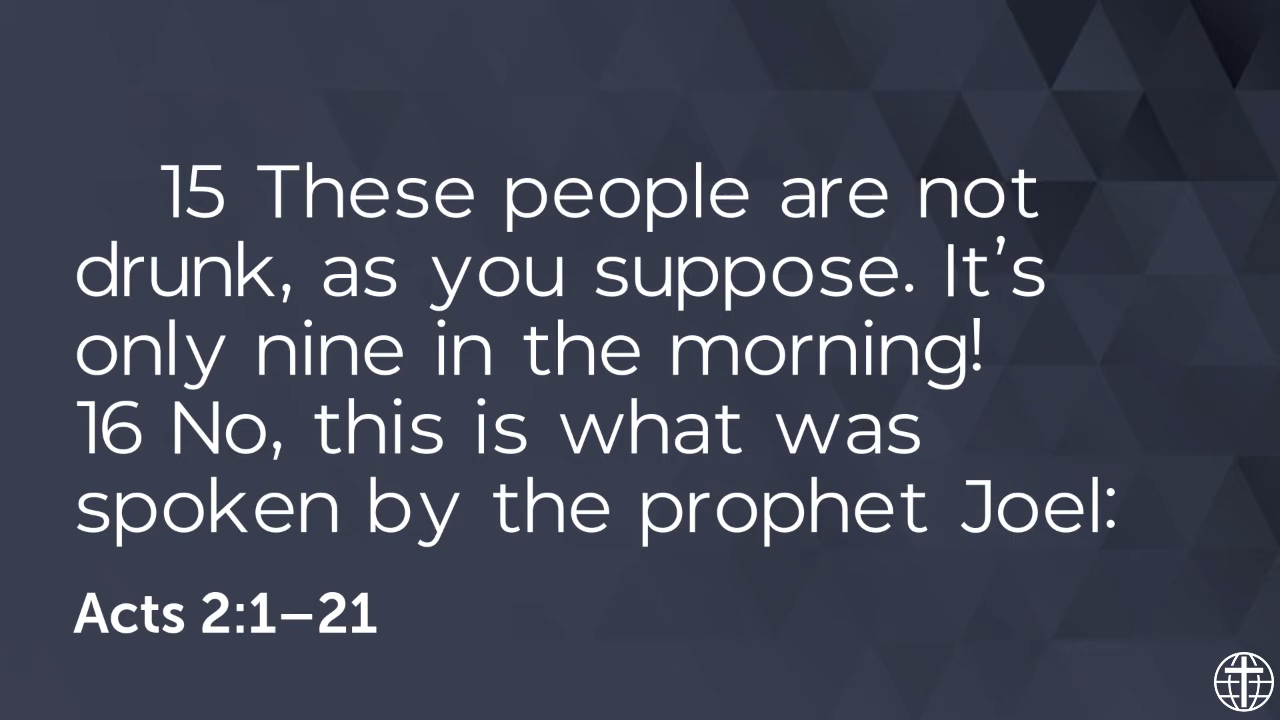 15 These people are not
drunk, as you suppose. It’s
only nine in the morning!
16 No, this is what was
spoken by the prophet Joel:
Acts 2:1–21